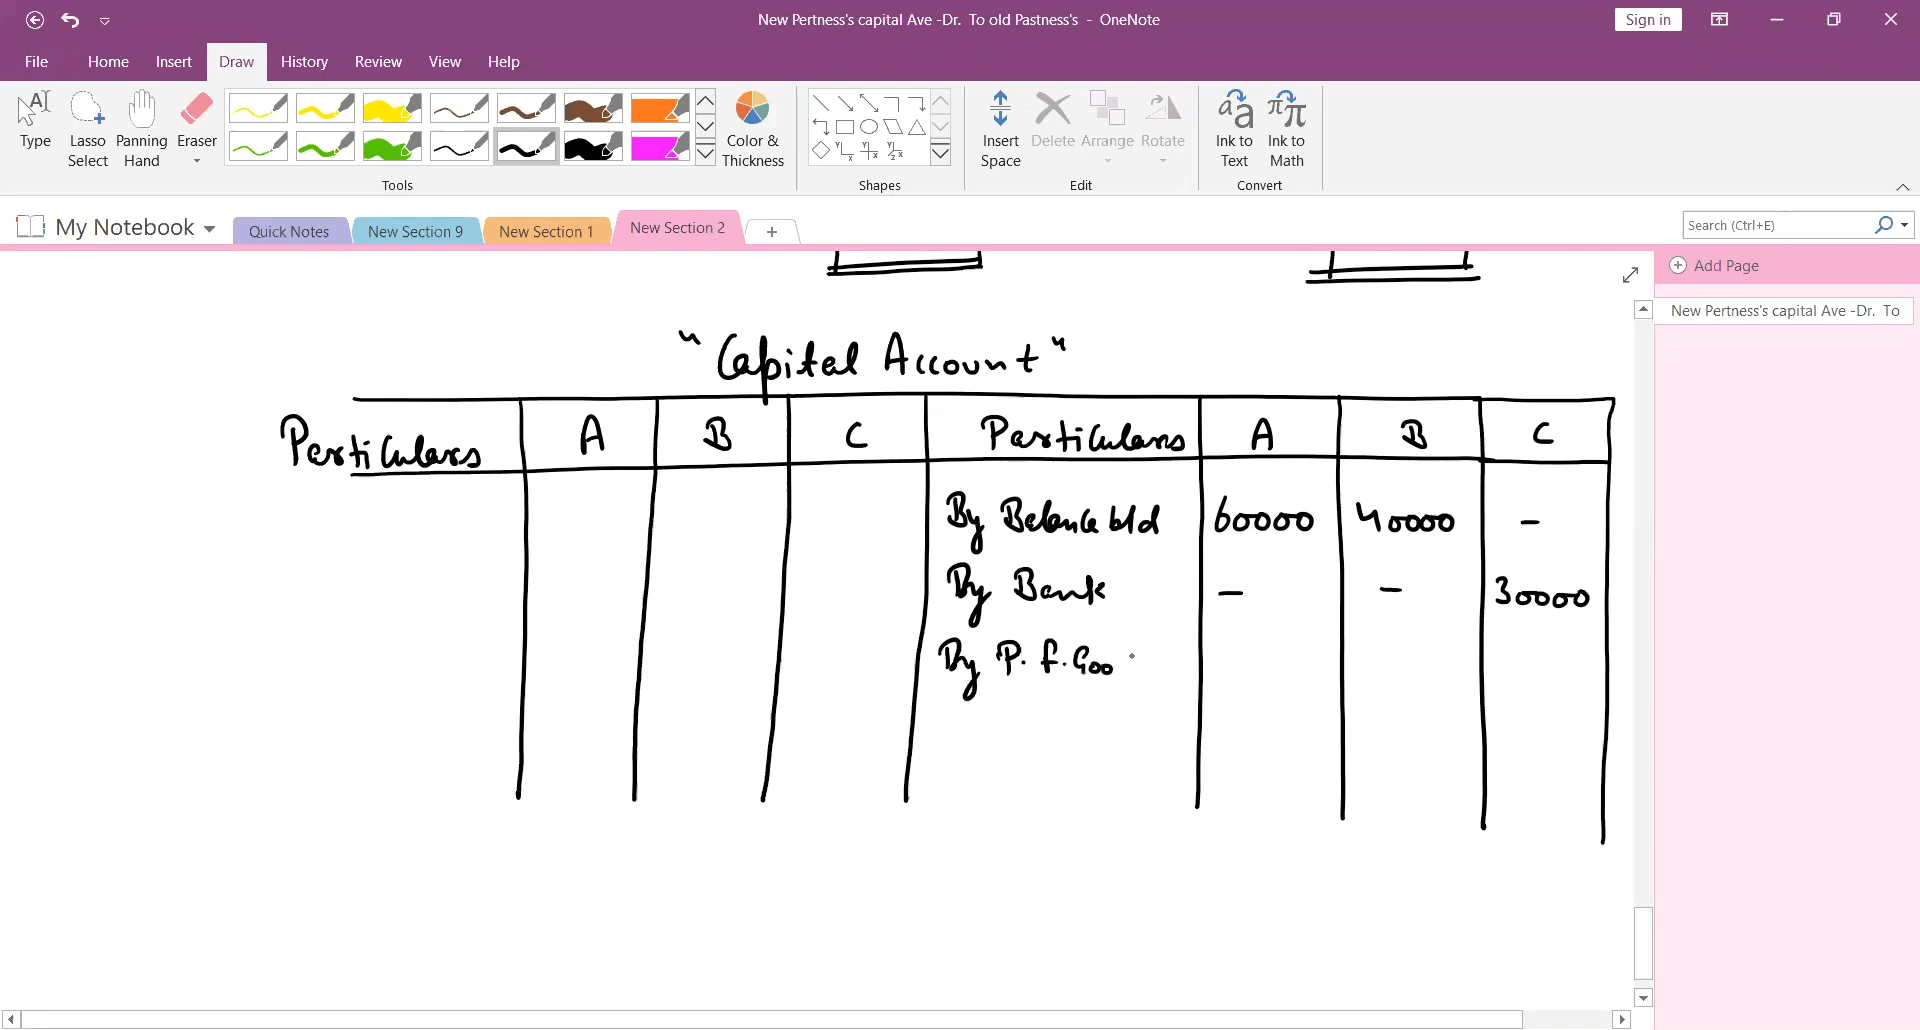 New Pertness's capital Ave -Dr. To old Pastness's - OneNote
Sign in
File Home Insert Draw History Review View Help
Type
Lasso Select
Panning Hand
Eraser
Color & Thickness
Insert Space
Delete
Arrange
Rotate
Ink to Text
Ink to Math
Tools
Shapes
Edit
Convert
My Notebook
Quick Notes
New Section 9
New Section 1
New Section 2
Search (Ctrl+E)
Add Page
New Pertness's capital Ave -Dr. To
"Capital Account"
Particulars A B C Particulars A B C
By Balance b/d 60000 40000 -
By Bank - - 30000
By P. f. Goo